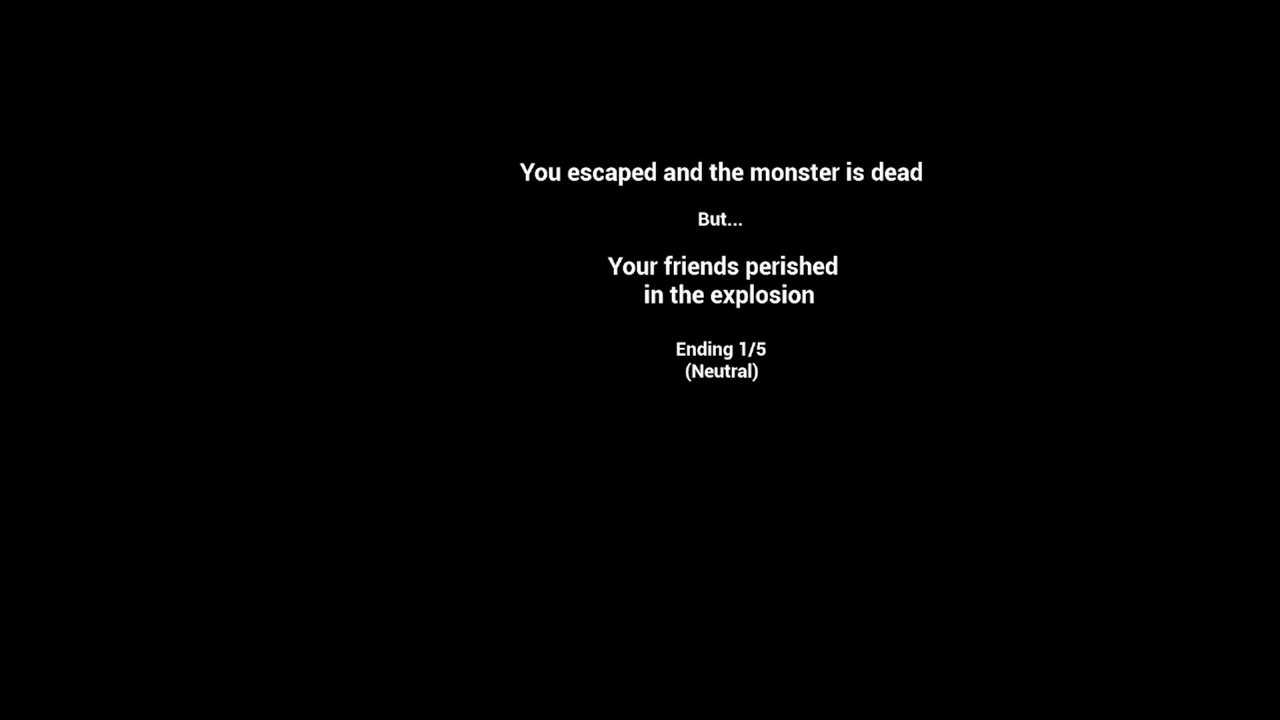 You escaped and the monster is dead
But...
Your friends perished
in the explosion
Ending 1/5
(Neutral)